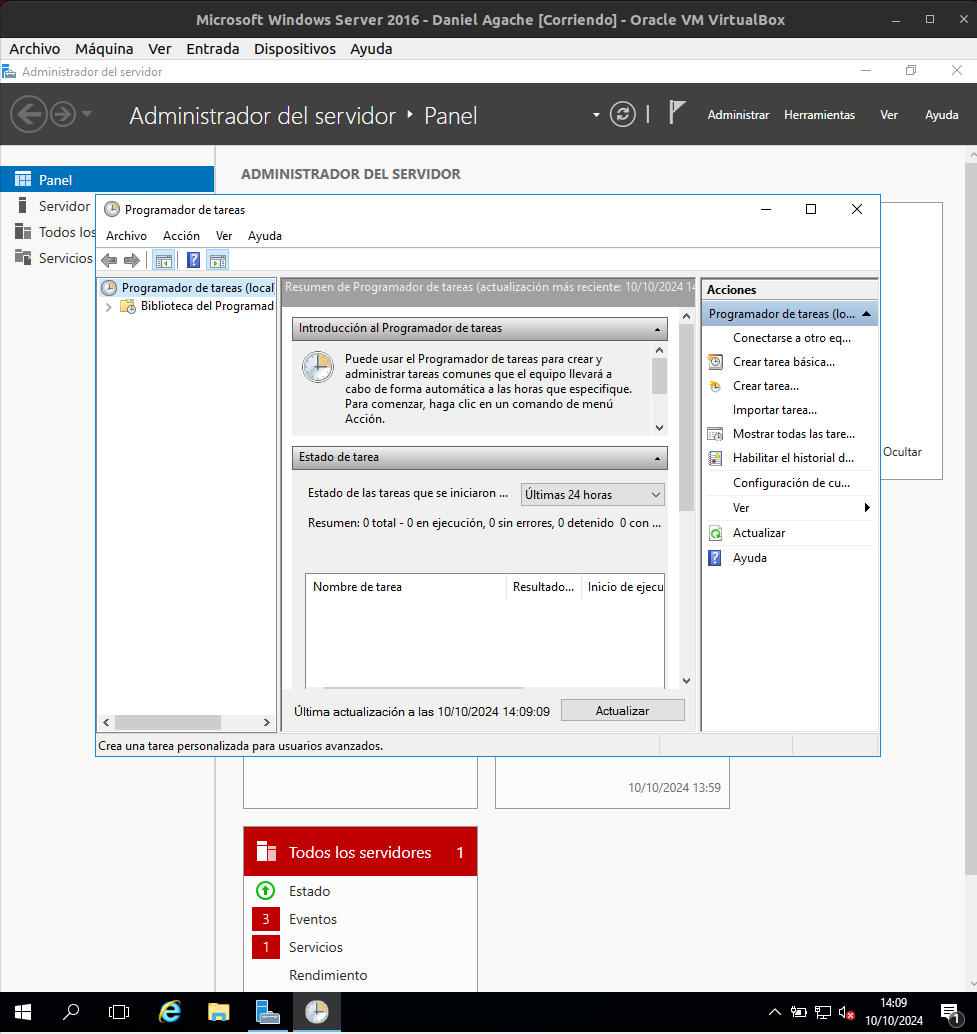 Microsoft Windows Server 2016 - Daniel Agache [Corriendo] - Oracle VM VirtualBox
Archivo Máquina Ver Entrada Dispositivos Ayuda
Administrador del servidor
Administrador del servidor ‣ Panel
Administrar Herramientas Ver Ayuda
Panel
Servidor
Todos los
Servicios
ADMINISTRADOR DEL SERVIDOR
Programador de tareas
Archivo Acción Ver Ayuda
Programador de tareas (local
Biblioteca del Programad
Resumen de Programador de tareas (actualización más reciente: 10/10/2024 14
Introducción al Programador de tareas
Puede usar el Programador de tareas para crear y
administrar tareas comunes que el equipo llevará a
cabo de forma automática a las horas que especifique.
Para comenzar, haga clic en un comando de menú
Acción.
Estado de tarea
Estado de las tareas que se iniciaron ... Últimas 24 horas
Resumen: 0 total - 0 en ejecución, 0 sin errores, 0 detenido 0 con ...
Nombre de tarea Resultado... Inicio de ejecu
Última actualización a las 10/10/2024 14:09:09 Actualizar
Acciones
Programador de tareas (lo...
Conectarse a otro eq...
Crear tarea básica...
Crear tarea...
Importar tarea...
Mostrar todas las tare...
Habilitar el historial d...
Configuración de cu...
Ver
Actualizar
Ayuda
Ocultar
Crea una tarea personalizada para usuarios avanzados.
10/10/2024 13:59
Todos los servidores 1
Estado
3 Eventos
1 Servicios
Rendimiento
14:09
10/10/2024
1